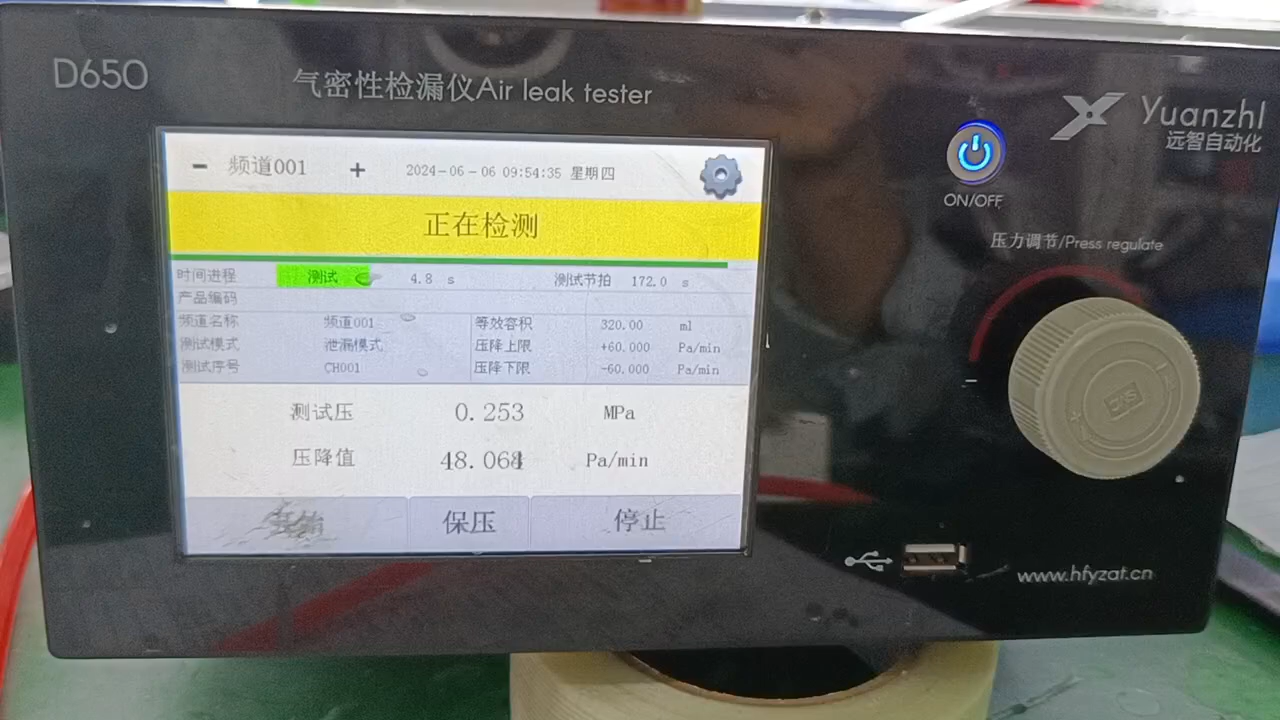 D650
气密性检漏仪Air leak tester
Yuanzhl
远智自动化
ON/OFF
压力调节/Press regulate
- 频道001 + 2024-06-06 09:54:35 星期四
正在检测
时间进程 测试 4.8 s 测试节拍 172.0 s
产品编码
频道名称 频道001 等效容积 320.00 ml
测试模式 泄漏模式 压降上限 +60.000 Pa/min
测试序号 CH001 压降下限 -60.000 Pa/min
测试压 0.253 MPa
压降值 48.064 Pa/min
保压 停止
www.hfyzat.cn